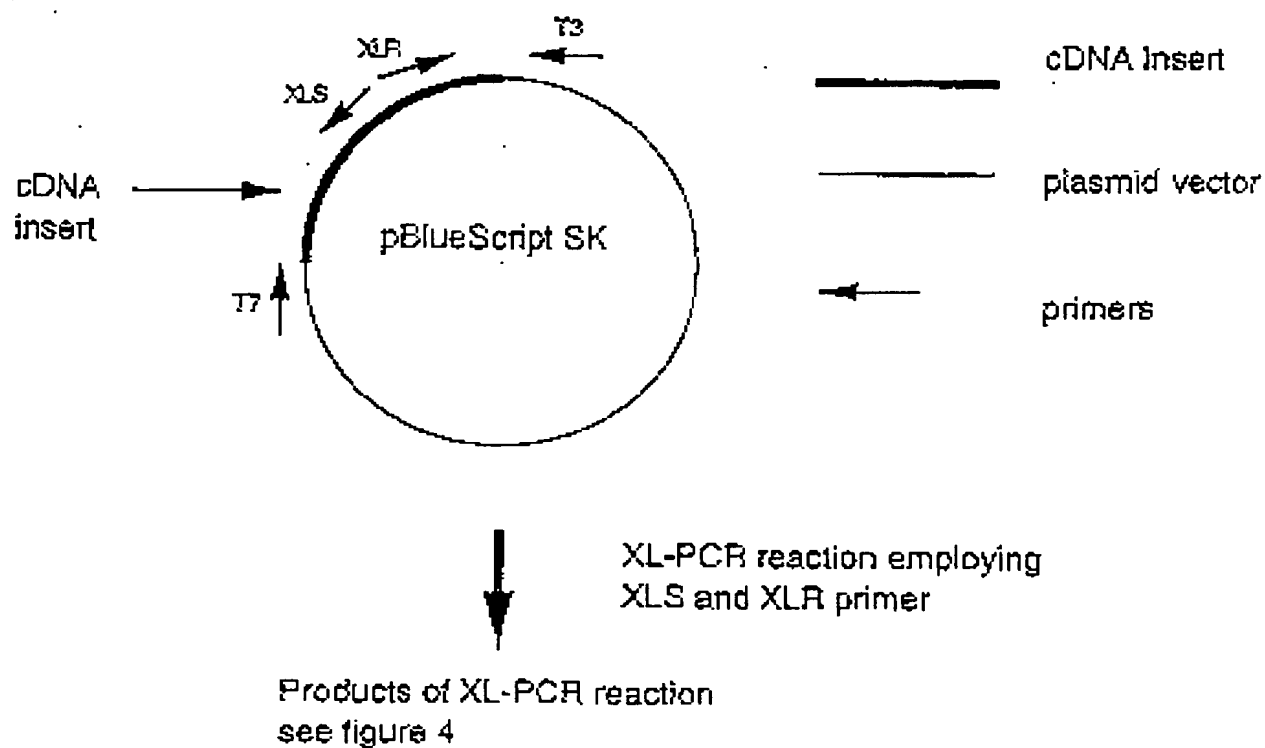 T3
XLR
XLS
cDNA Insert
cDNA
insert
plasmid vector
pBlueScript SK
T7
primers
XL-PCR reaction employing
XLS and XLR primer
Products of XL-PCR reaction
see figure 4